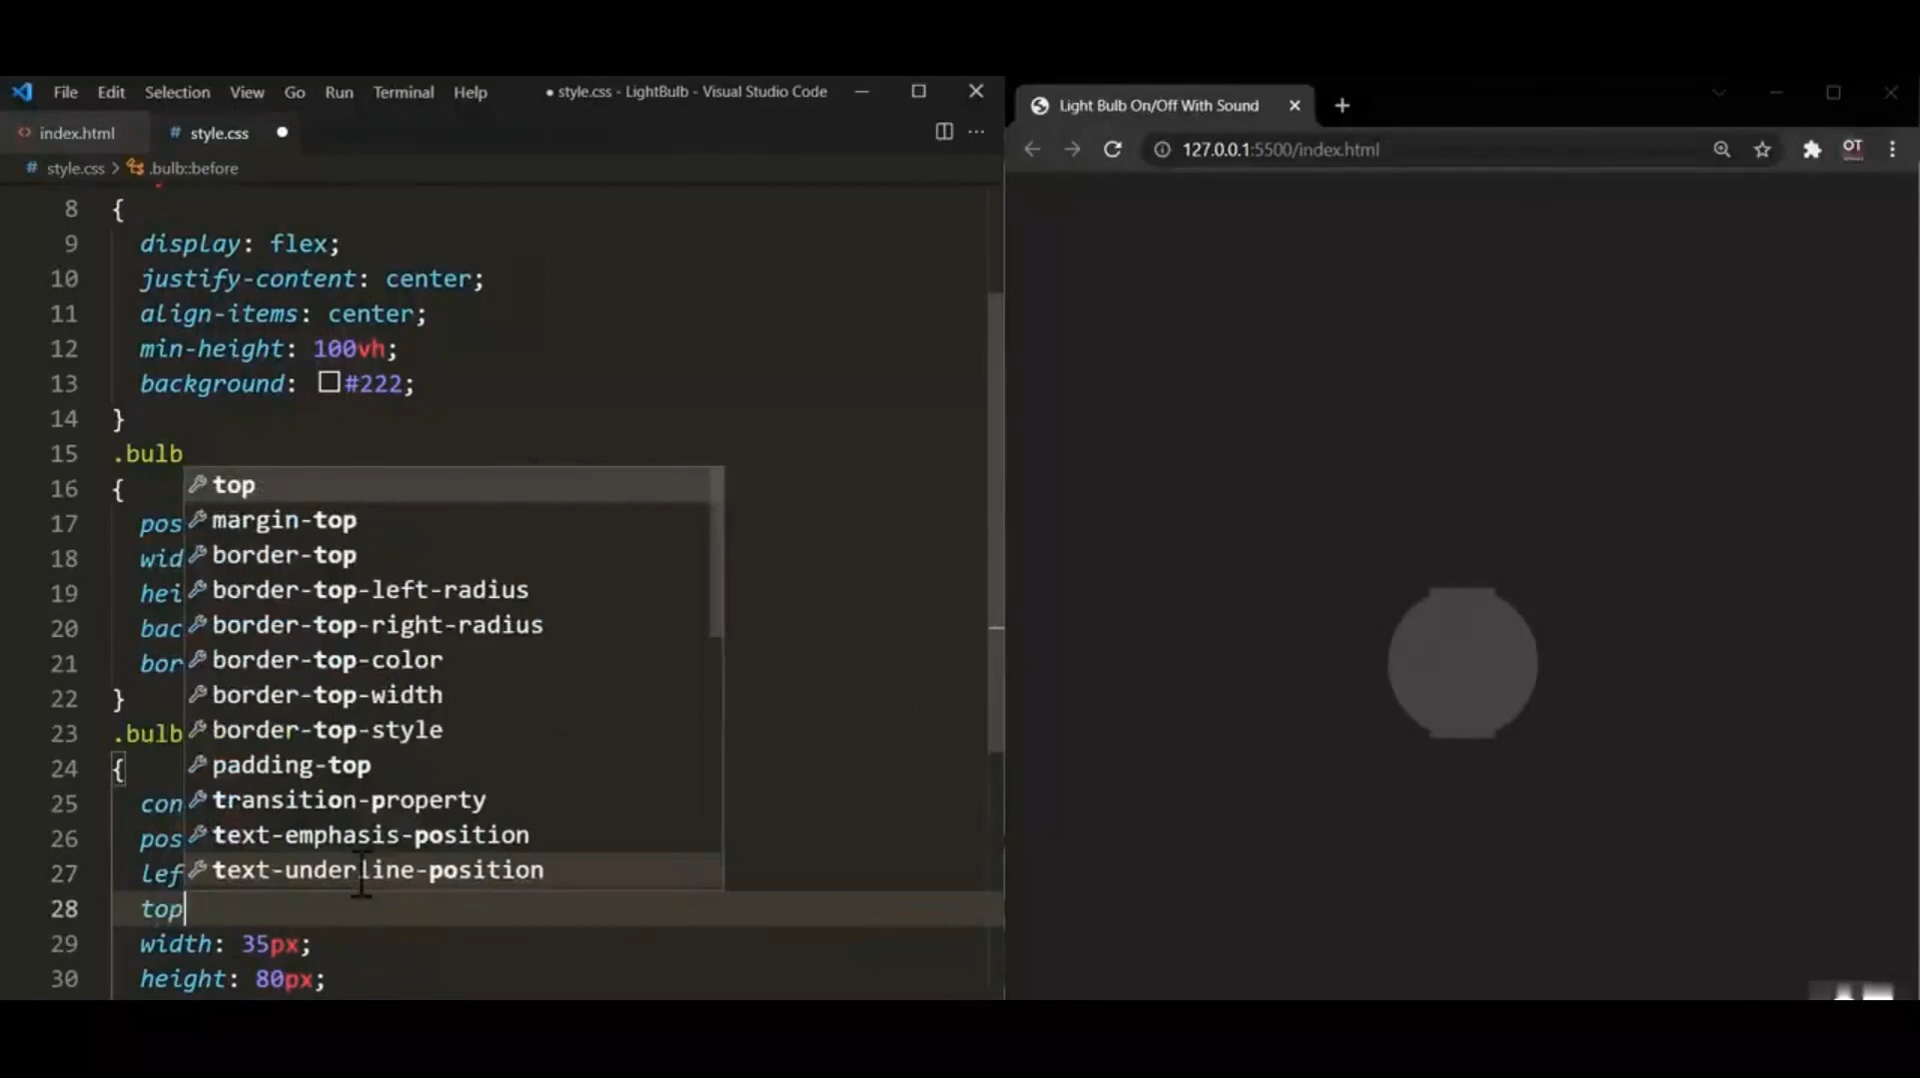 File Edit Selection View Go Run Terminal Help
● style.css - LightBulb - Visual Studio Code
index.html
# style.css ●
# style.css > .bulb::before
8 {
9 display: flex;
10 justify-content: center;
11 align-items: center;
12 min-height: 100vh;
13 background: #222;
14 }
15 .bulb
16 {
17 pos
18 wid
19 hei
20 bac
21 bor
22 }
23 .bulb
24 {
25 con
26 pos
27 lef
28 top
29 width: 35px;
30 height: 80px;
top
margin-top
border-top
border-top-left-radius
border-top-right-radius
border-top-color
border-top-width
border-top-style
padding-top
transition-property
text-emphasis-position
text-underline-position
Light Bulb On/Off With Sound
127.0.0.1:5500/index.html
OT